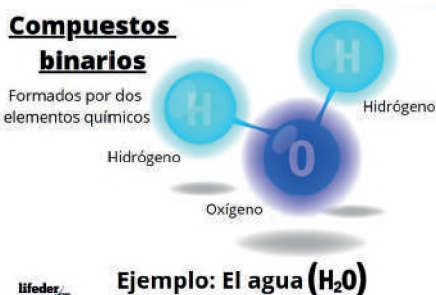 Compuestos
binarios
Formados por dos
elementos químicos
H
H
Hidrógeno
Hidrógeno
O
Oxígeno
Ejemplo: El agua (H₂O)
lifeder